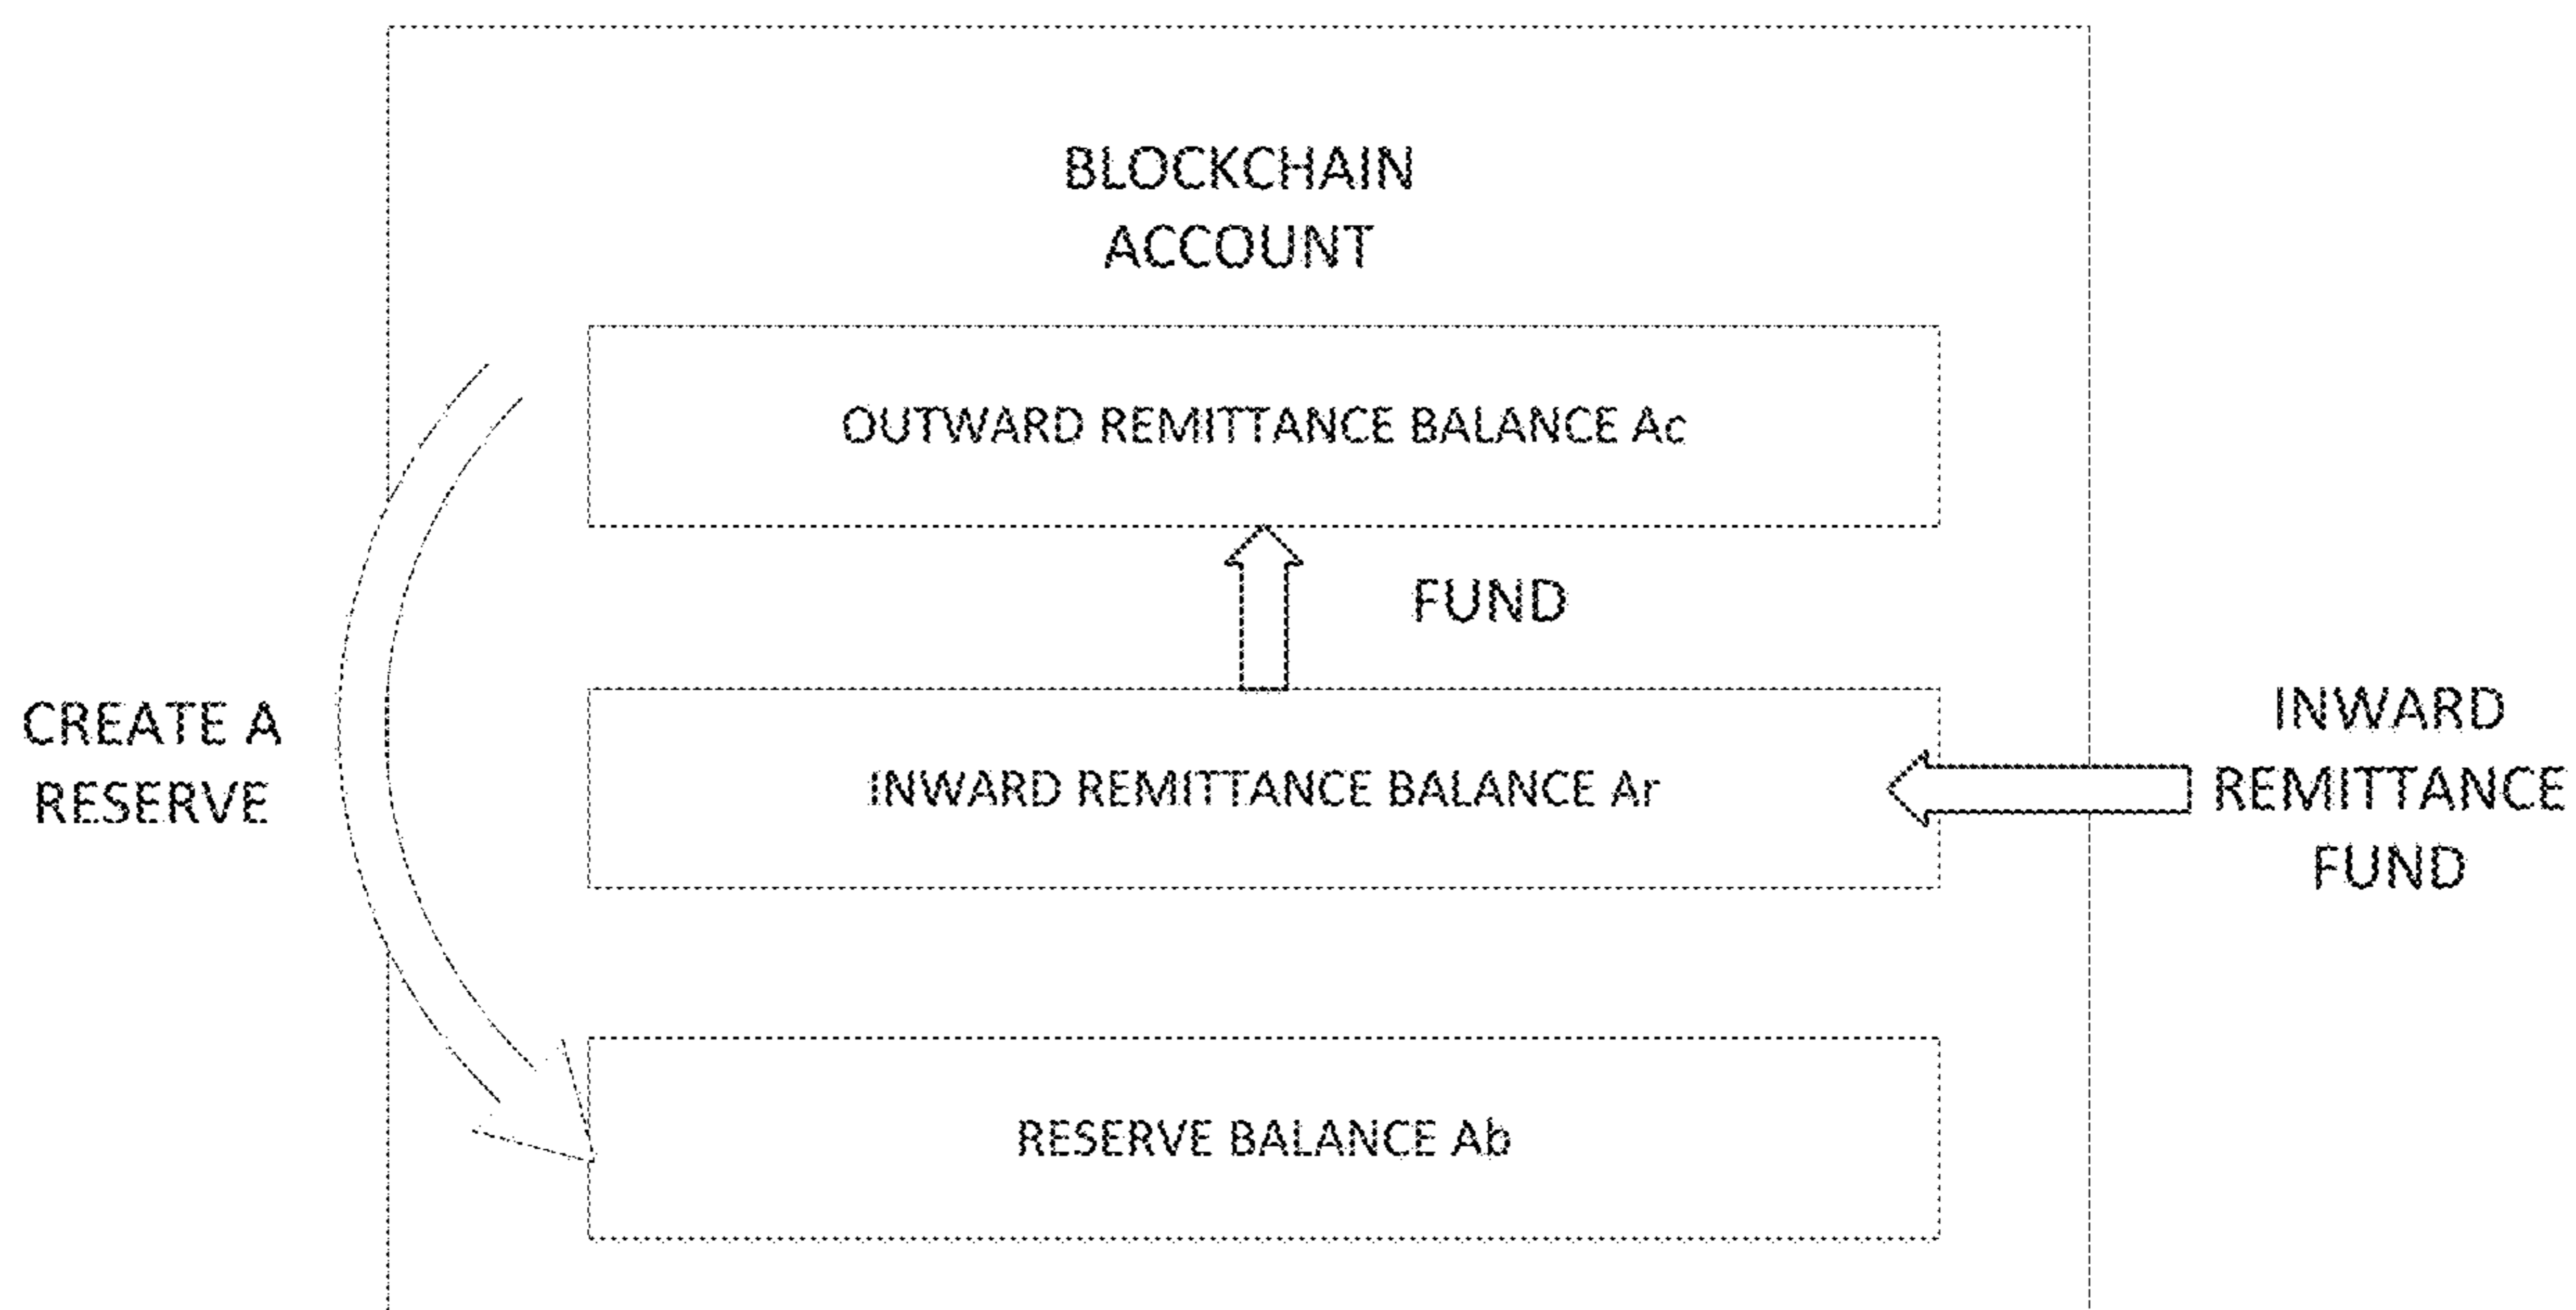 BLOCKCHAIN
ACCOUNT
OUTWARD REMITTANCE BALANCE Ac
FUND
CREATE A
RESERVE
INWARD REMITTANCE BALANCE Ar
INWARD
REMITTANCE
FUND
RESERVE BALANCE Ab